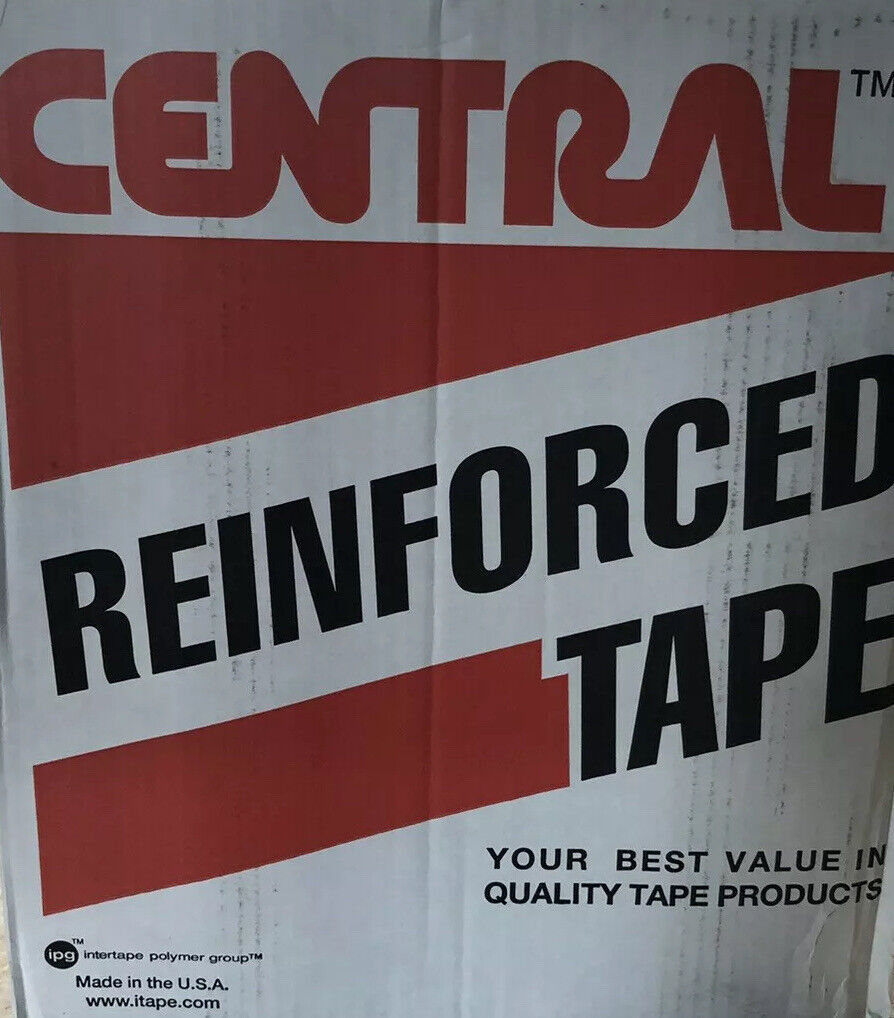 CENTRAL™
REINFORCED
TAPE
YOUR BEST VALUE IN
QUALITY TAPE PRODUCTS
ipg™ intertape polymer group™
Made in the U.S.A.
www.itape.com